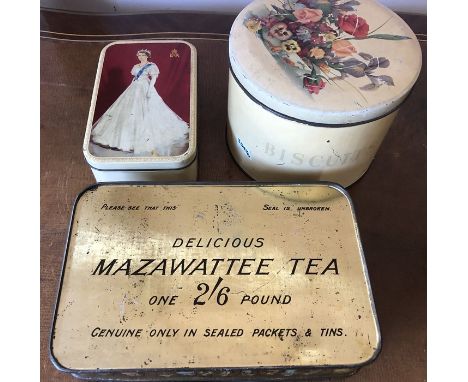 BISCUITS
PLEASE SEE THAT THIS SEAL IS UNBROKEN.
DELICIOUS
MAZAWATTEE TEA
ONE 2/6 POUND
GENUINE ONLY IN SEALED PACKETS & TINS.